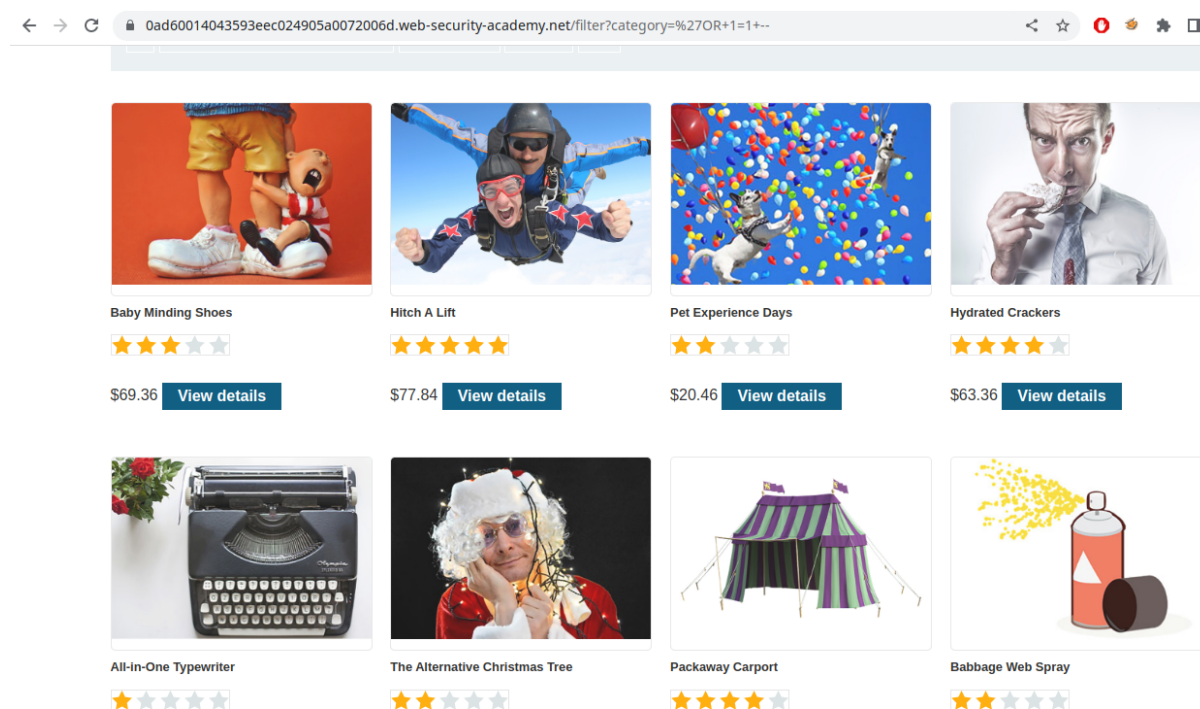 0ad60014043593eec024905a0072006d.web-security-academy.net/filter?category=%27OR+1=1+--
Baby Minding Shoes
Hitch A Lift
Pet Experience Days
Hydrated Crackers
$69.36 View details
$77.84 View details
$20.46 View details
$63.36 View details
Olympia
All-in-One Typewriter
The Alternative Christmas Tree
Packaway Carport
Babbage Web Spray